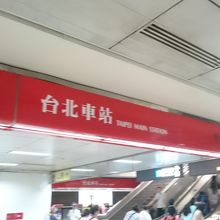 台北車站 TAIPEI MAIN STATION